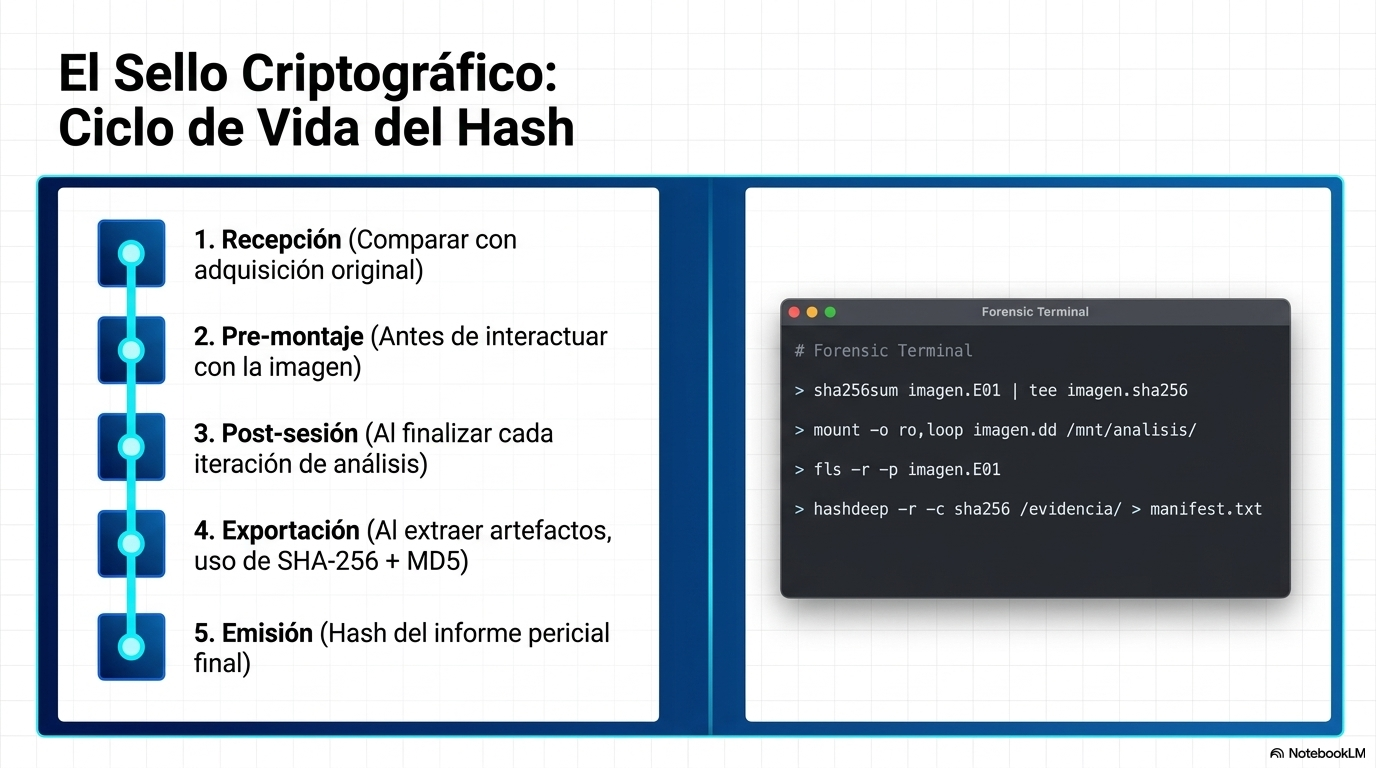 El Sello Criptográfico:
Ciclo de Vida del Hash
1. Recepción (Comparar con
adquisición original)
2. Pre-montaje (Antes de interactuar
con la imagen)
3. Post-sesión (Al finalizar cada
iteración de análisis)
4. Exportación (Al extraer artefactos,
uso de SHA-256 + MD5)
5. Emisión (Hash del informe pericial
final)
Forensic Terminal
# Forensic Terminal
> sha256sum imagen.E01 | tee imagen.sha256
> mount -o ro,loop imagen.dd /mnt/analisis/
> fls -r -p imagen.E01
> hashdeep -r -c sha256 /evidencia/ > manifest.txt
NotebookLM